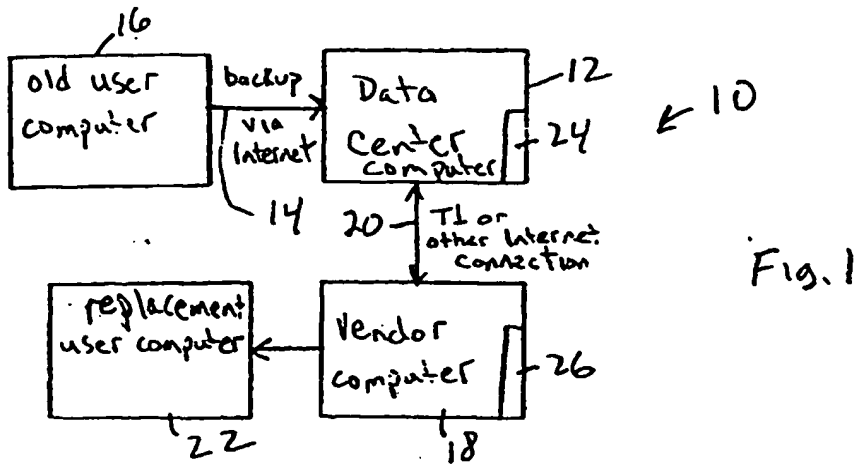 16
old user
computer
backup
via
Internet
14
Data
Center
computer
12
24
10
20
T1 or
other Internet
connection
Fig. 1
replacement
user computer
22
Vendor
computer
26
18